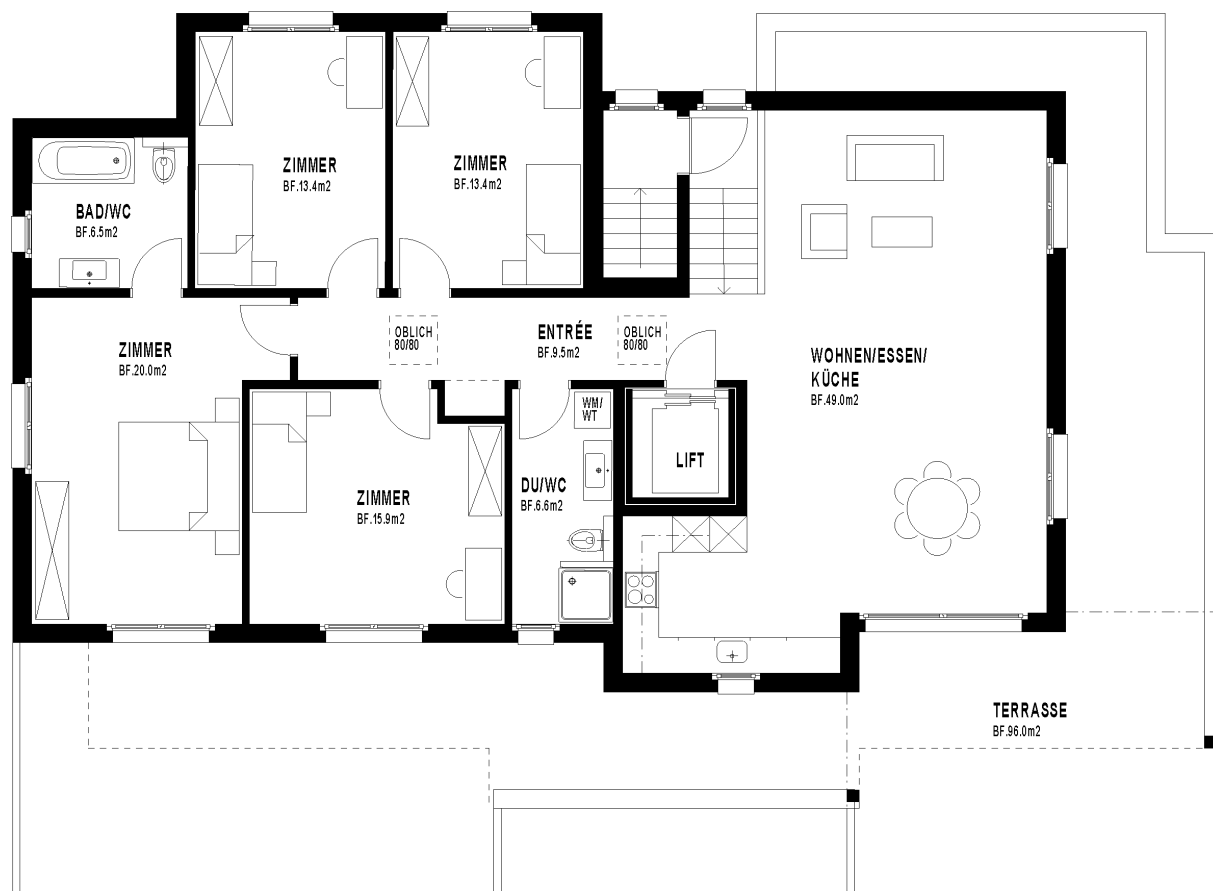 ZIMMER
BF.13.4m2
ZIMMER
BF.13.4m2
BAD/WC
BF.6.5m2
OBLICH
80/80
ENTRÉE
BF.9.5m2
OBLICH
80/80
ZIMMER
BF.20.0m2
WOHNEN/ESSEN/
KÜCHE
BF.49.0m2
WM/
WT
LIFT
ZIMMER
BF.15.9m2
DU/WC
BF.6.6m2
TERRASSE
BF.96.0m2